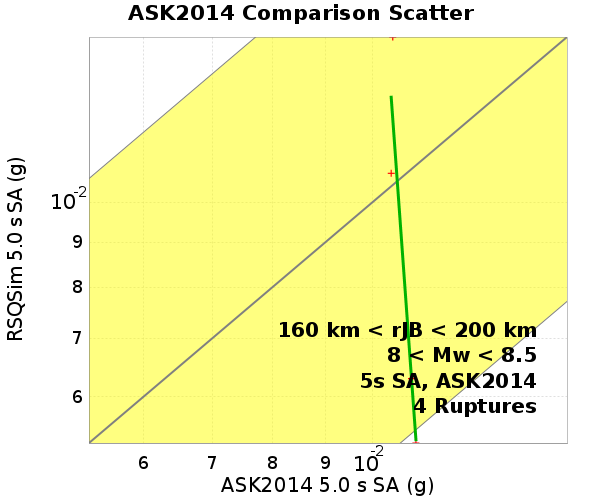 ASK2014 Comparison Scatter
RSQSim 5.0 s SA (g)
10-2
9
8
7
6
160 km < rJB < 200 km
8 < Mw < 8.5
5s SA, ASK2014
4 Ruptures
6 7 8 9 10-2
ASK2014 5.0 s SA (g)